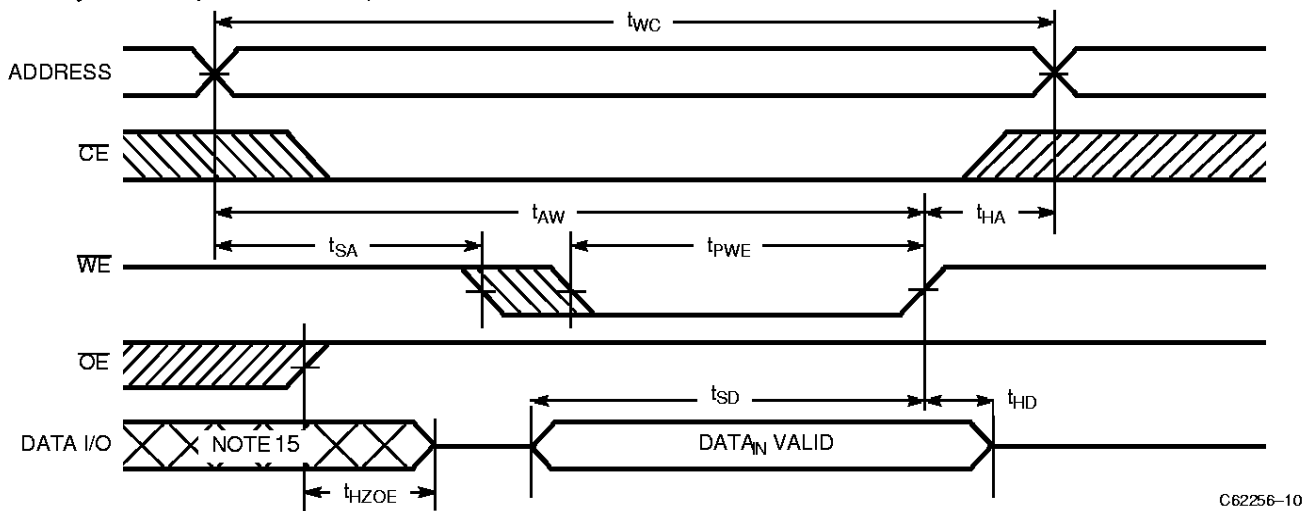 tWC
ADDRESS
CE
tAW
tHA
tSA
tPWE
WE
OE
tSD
tHD
DATA I/O
NOTE 15
DATAIN VALID
tHZOE
C62256–10